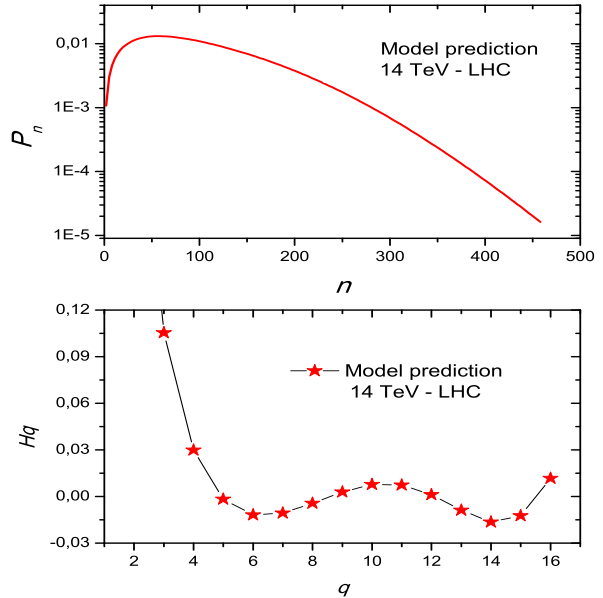 0,01
1E-3
1E-4
1E-5
Pn
Model prediction
14 TeV - LHC
0 100 200 300 400 500
n
0,12
0,09
0,06
0,03
0,00
-0,03
Hq
Model prediction
14 TeV - LHC
2 4 6 8 10 12 14 16
q